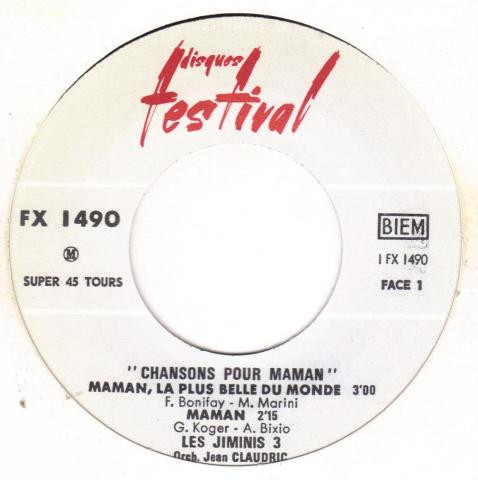 disques
festival
FX 1490
M
SUPER 45 TOURS
BIEM
1 FX 1490
FACE 1
"CHANSONS POUR MAMAN"
MAMAN, LA PLUS BELLE DU MONDE 3'00
F. Bonifay - M. Marini
MAMAN 2'15
G. Koger - A. Bixio
LES JIMINIS 3
Orch. Jean CLAUDRIC